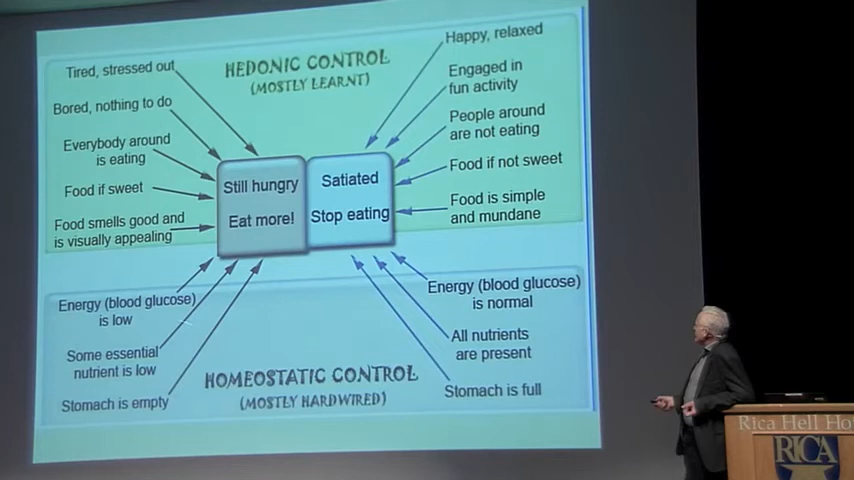 HEDONIC CONTROL
(MOSTLY LEARNT)
Tired, stressed out
Bored, nothing to do
Everybody around
is eating
Food if sweet
Food smells good and
is visually appealing
Happy, relaxed
Engaged in
fun activity
People around
are not eating
Food if not sweet
Food is simple
and mundane
Still hungry
Eat more!
Satiated
Stop eating
Energy (blood glucose)
is low
Some essential
nutrient is low
Stomach is empty
Energy (blood glucose)
is normal
All nutrients
are present
Stomach is full
HOMEOSTATIC CONTROL
(MOSTLY HARDWIRED)
Rica Hell Ho
RICA